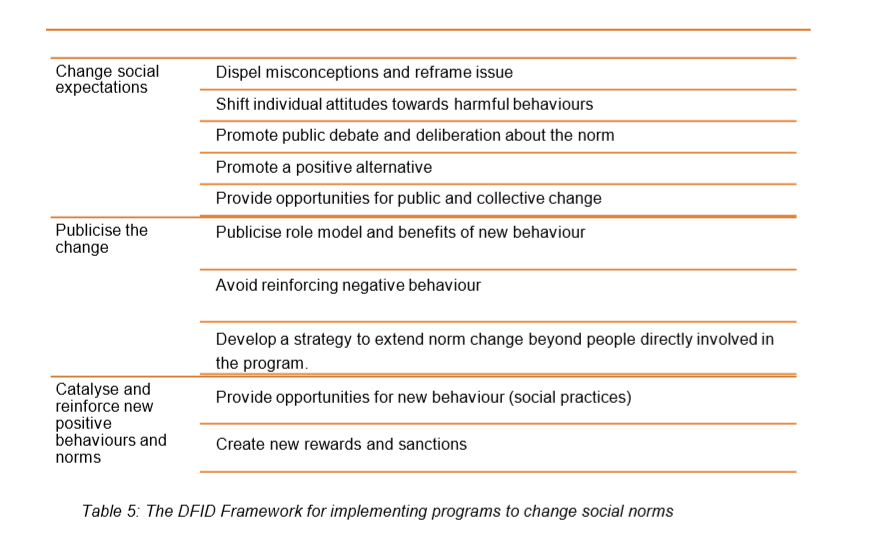 Change social
expectations
Dispel misconceptions and reframe issue
Shift individual attitudes towards harmful behaviours
Promote public debate and deliberation about the norm
Promote a positive alternative
Provide opportunities for public and collective change
Publicise the
change
Publicise role model and benefits of new behaviour
Avoid reinforcing negative behaviour
Develop a strategy to extend norm change beyond people directly involved in
the program.
Catalyse and
reinforce new
positive
behaviours and
norms
Provide opportunities for new behaviour (social practices)
Create new rewards and sanctions
Table 5: The DFID Framework for implementing programs to change social norms